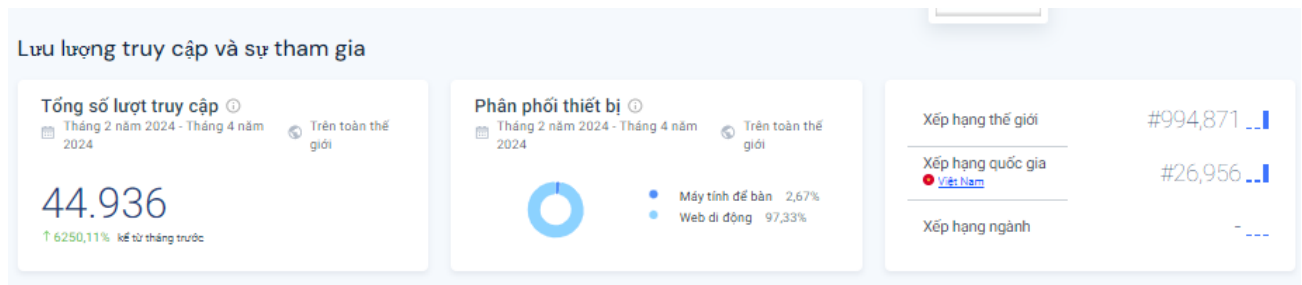 Lưu lượng truy cập và sự tham gia
Tổng số lượt truy cập
Tháng 2 năm 2024 - Tháng 4 năm
2024
Trên toàn thế
giới
44.936
↑ 6250,11% kể từ tháng trước
Phân phối thiết bị
Tháng 2 năm 2024 - Tháng 4 năm
2024
Trên toàn thế
giới
Máy tính để bàn 2,67%
Web di động 97,33%
Xếp hạng thế giới #994,871
Xếp hạng quốc gia
Việt Nam
#26,956
Xếp hạng ngành -